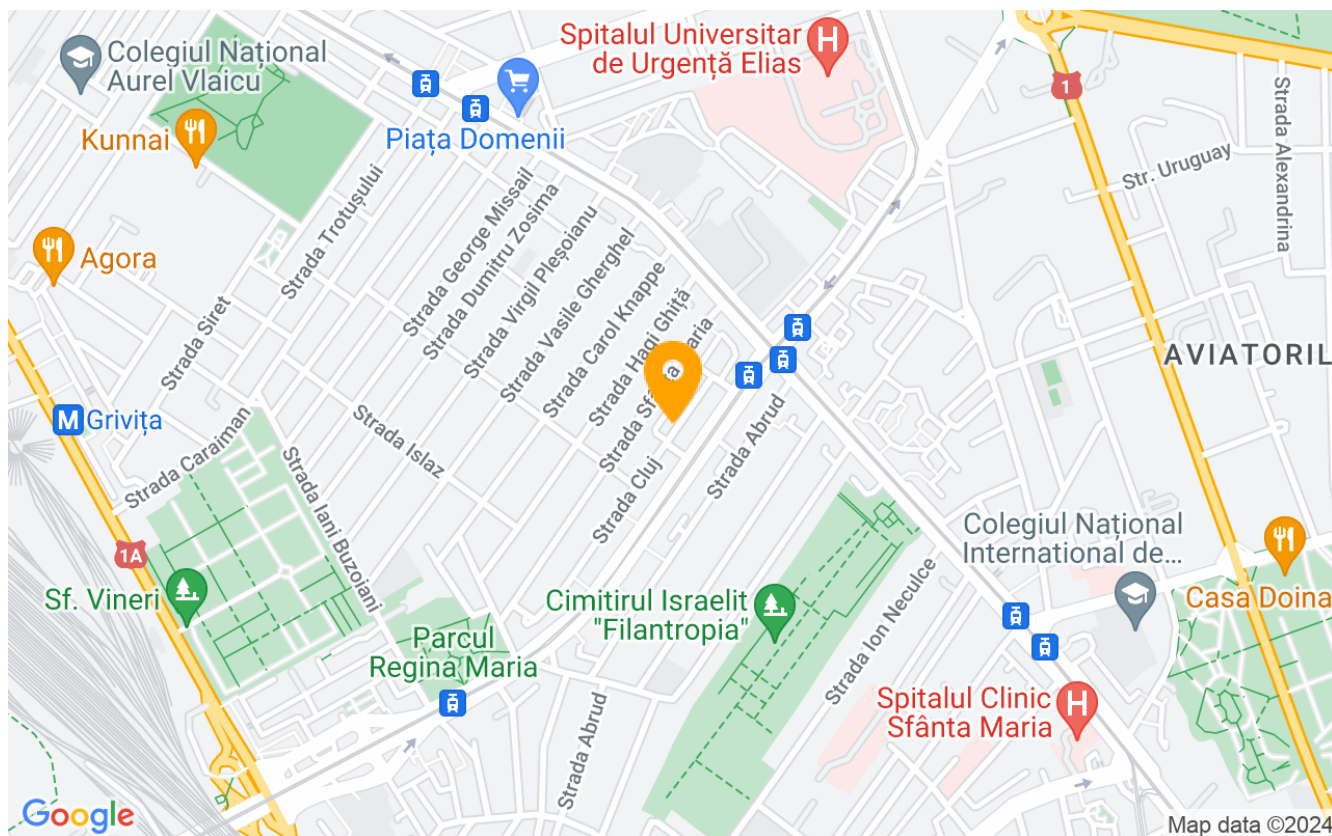 Colegiul Național
Aurel Vlaicu
Spitalul Universitar
de Urgență Elias
H
1
Kunnai
Piața Domenii
Strada Alexandrina
Str. Uruguay
Agora
Strada Trotușului
Strada George Missail
Strada Dumitru Zosima
Strada Virgil Pleșoianu
Strada Vasile Gherghel
Strada Carol Knappe
Strada Hagi Ghiță
Strada Siret
AVIATORIL
M Grivița
Strada Caraiman
Strada Islaz
Strada Iani Buzoiani
Strada Cluj
Strada Abrud
1A
Colegiul Național
Internațional de...
Sf. Vineri
Cimitirul Israelit
"Filantropia"
Casa Doina
Parcul
Regina Maria
Strada Ion Neculce
Spitalul Clinic
Sfânta Maria
H
Strada Abrud
Google
Map data ©2024